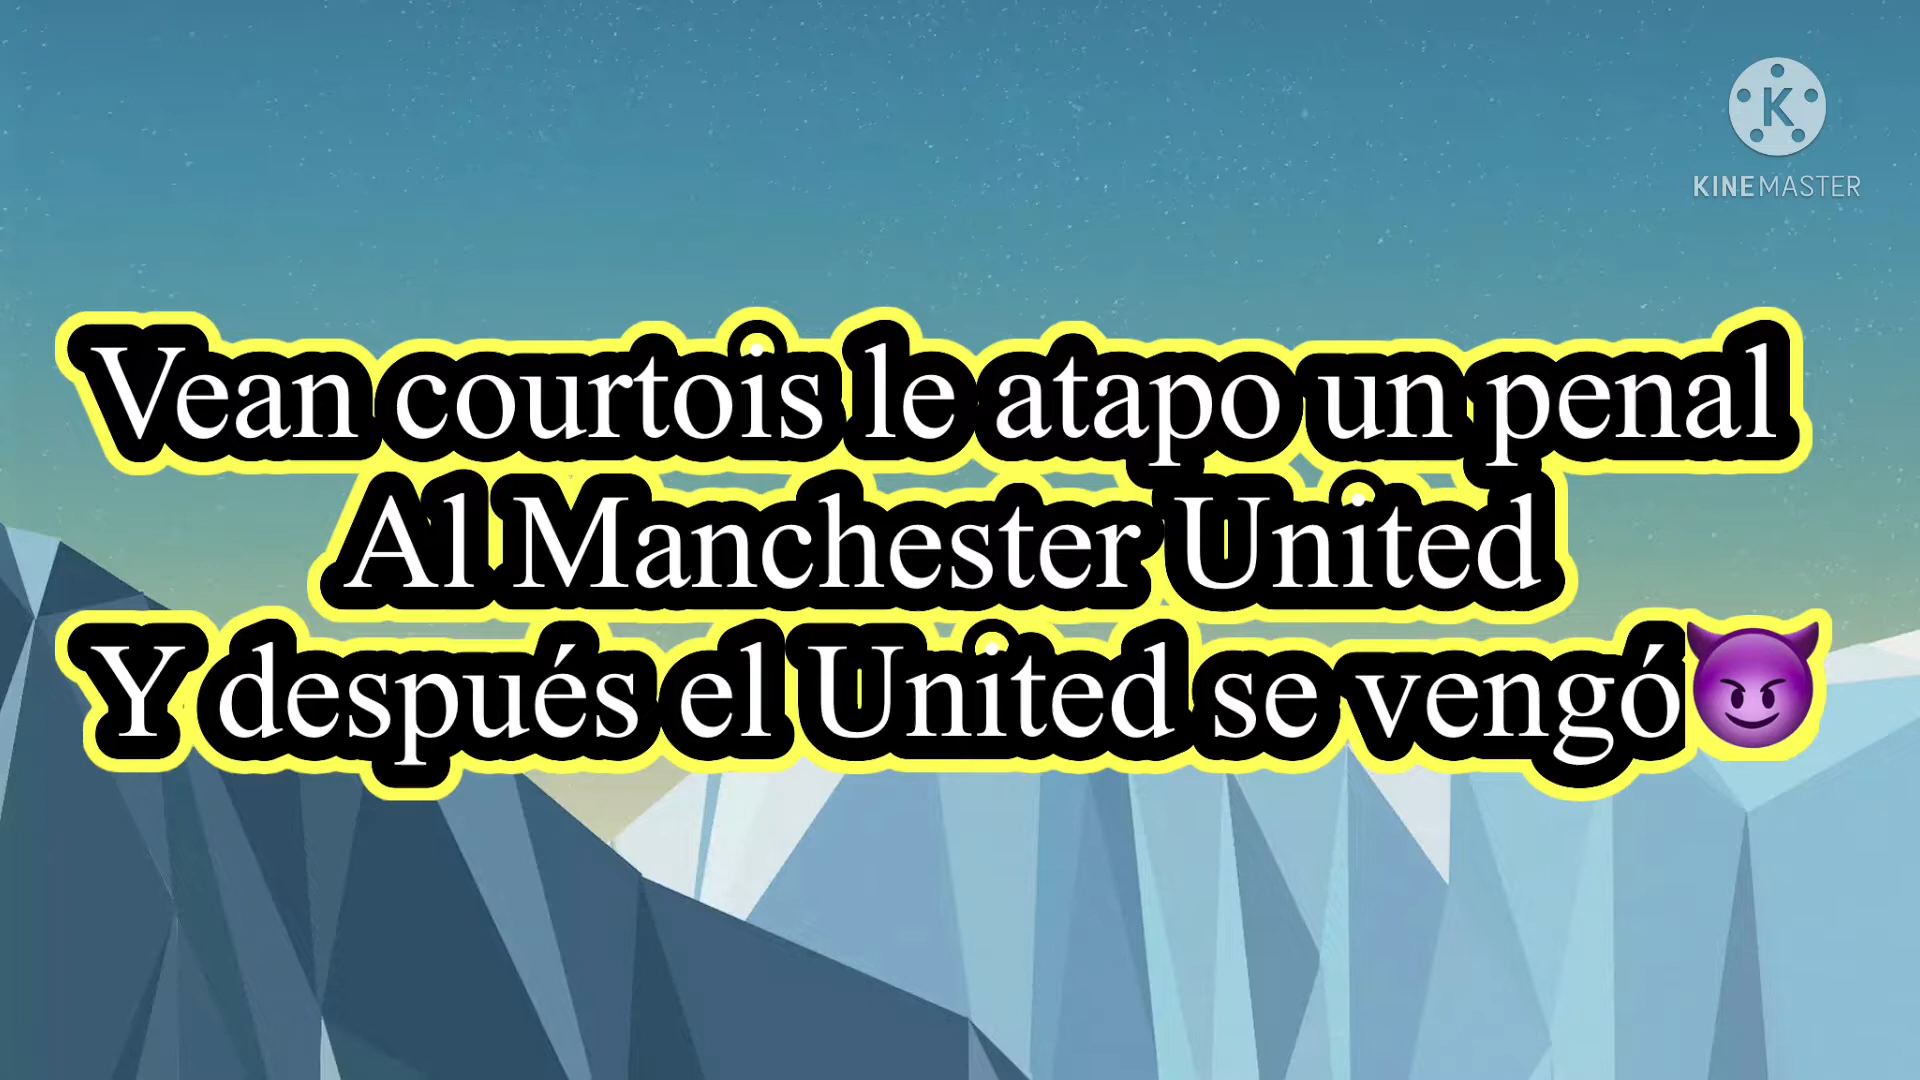 K
KINEMASTER
Vean courtois le atapo un penal
Al Manchester United
Y después el United se vengó😈